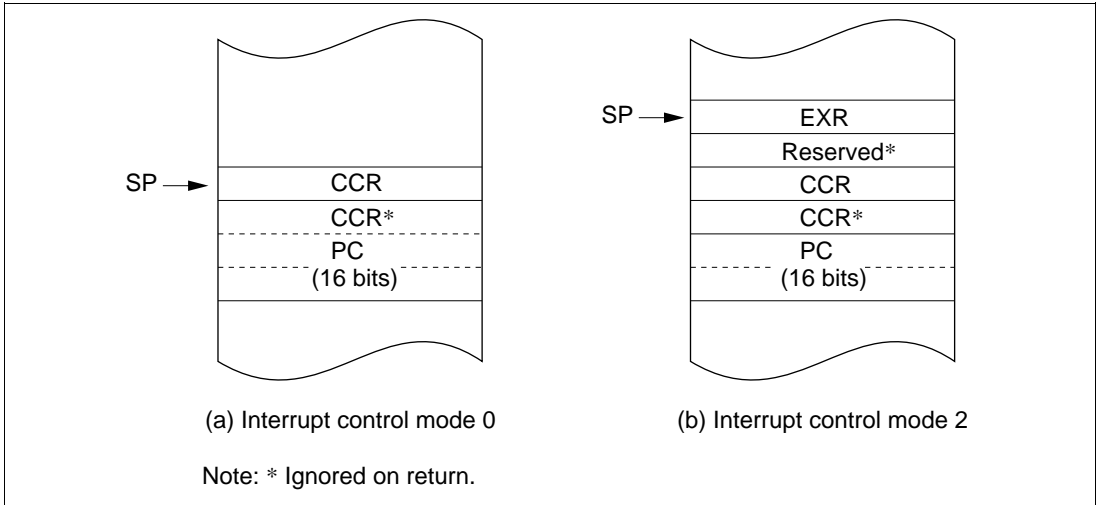 SP
CCR
CCR*
PC
(16 bits)
(a) Interrupt control mode 0
SP
EXR
Reserved*
CCR
CCR*
PC
(16 bits)
(b) Interrupt control mode 2
Note: * Ignored on return.